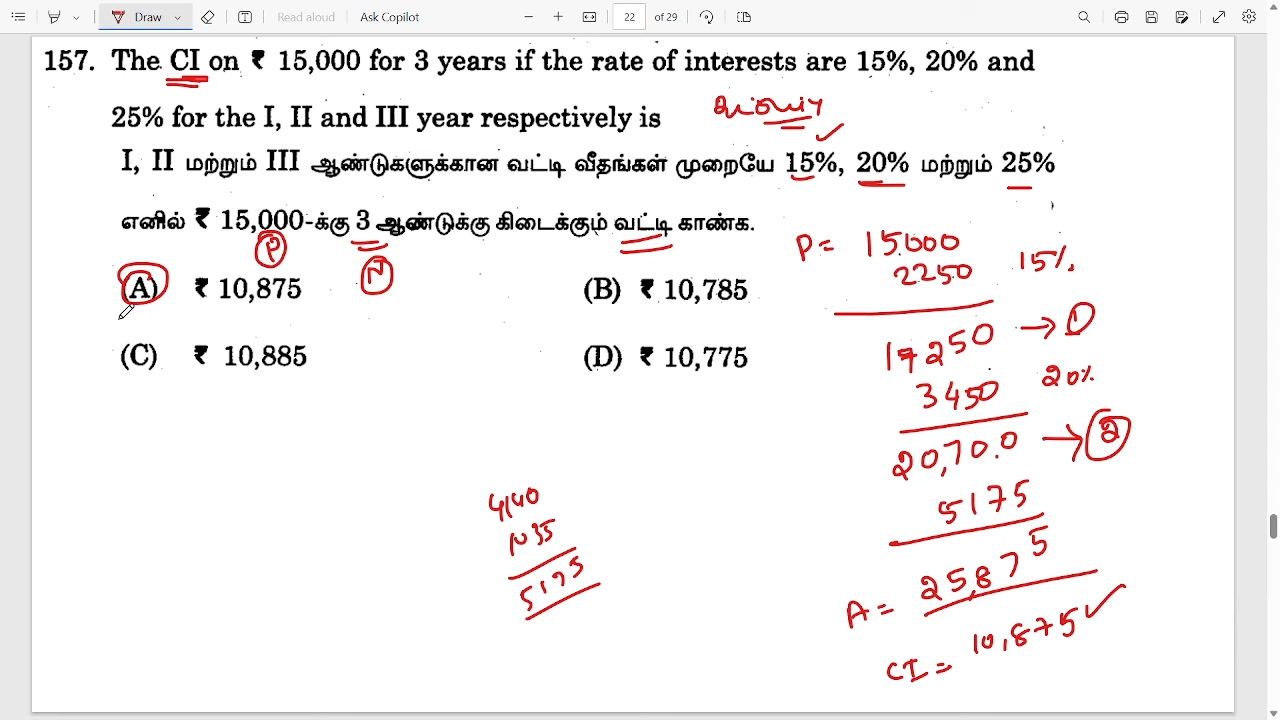 Draw
Read aloud
Ask Copilot
22
of 29
157. The CI on ₹ 15,000 for 3 years if the rate of interests are 15%, 20% and
25% for the I, II and III year respectively is
I, II மற்றும் III ஆண்டுகளுக்கான வட்டி வீதங்கள் முறையே 15%, 20% மற்றும் 25%
எனில் ₹ 15,000-க்கு 3 ஆண்டுக்கு கிடைக்கும் வட்டி காண்க.
P
N
(A) ₹ 10,875
(B) ₹ 10,785
(C) ₹ 10,885
(D) ₹ 10,775
P = 15000
2250 15%
17250 → 1
3450 20%
20,700 → 2
5175
A = 25,875
CI = 10,875 ✓
4140
1035
5175